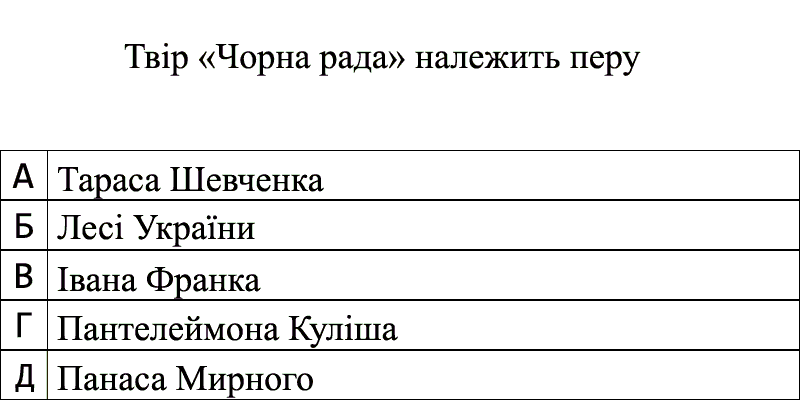 Твір «Чорна рада» належить перу
А Тараса Шевченка
Б Лесі Українки
В Івана Франка
Г Пантелеймона Куліша
Д Панаса Мирного